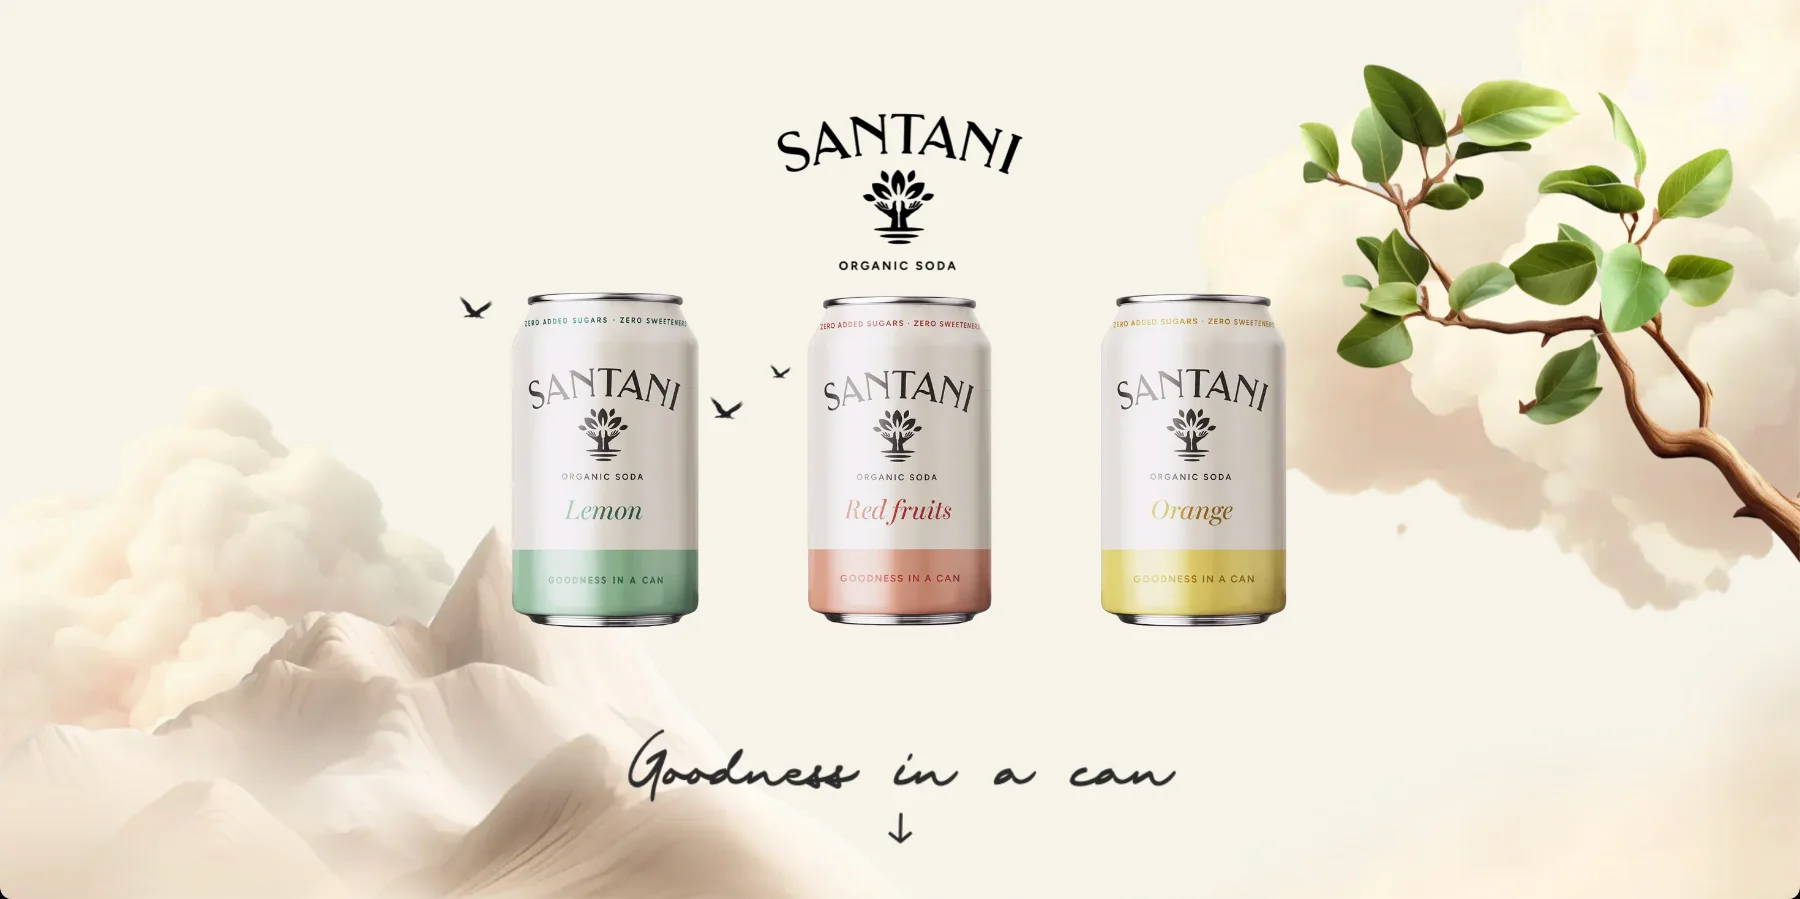 SANTANI
ORGANIC SODA
ZERO ADDED SUGARS · ZERO SWEETENERS
SANTANI
ORGANIC SODA
Lemon
GOODNESS IN A CAN
ZERO ADDED SUGARS · ZERO SWEETENERS
SANTANI
ORGANIC SODA
Red fruits
GOODNESS IN A CAN
ZERO ADDED SUGARS · ZERO SWEETENERS
SANTANI
ORGANIC SODA
Orange
GOODNESS IN A CAN
Goodness in a can